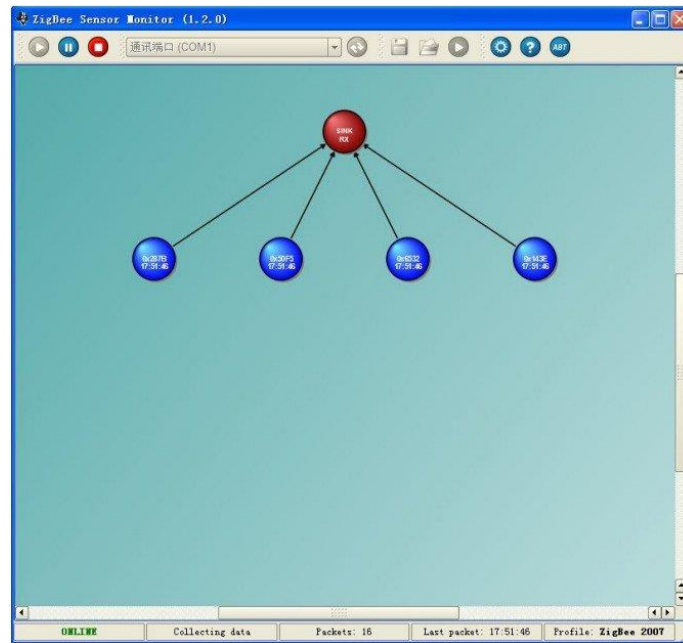 ZigBee Sensor Monitor (1.2.0)
通讯端口 (COM1)
?
ABT
SINK
RX
0x287B
17:51:46
0x50F5
17:51:46
0x6532
17:51:46
0x143E
17:51:46
ONLINE
Collecting data
Packets: 16
Last packet: 17:51:46
Profile: ZigBee 2007